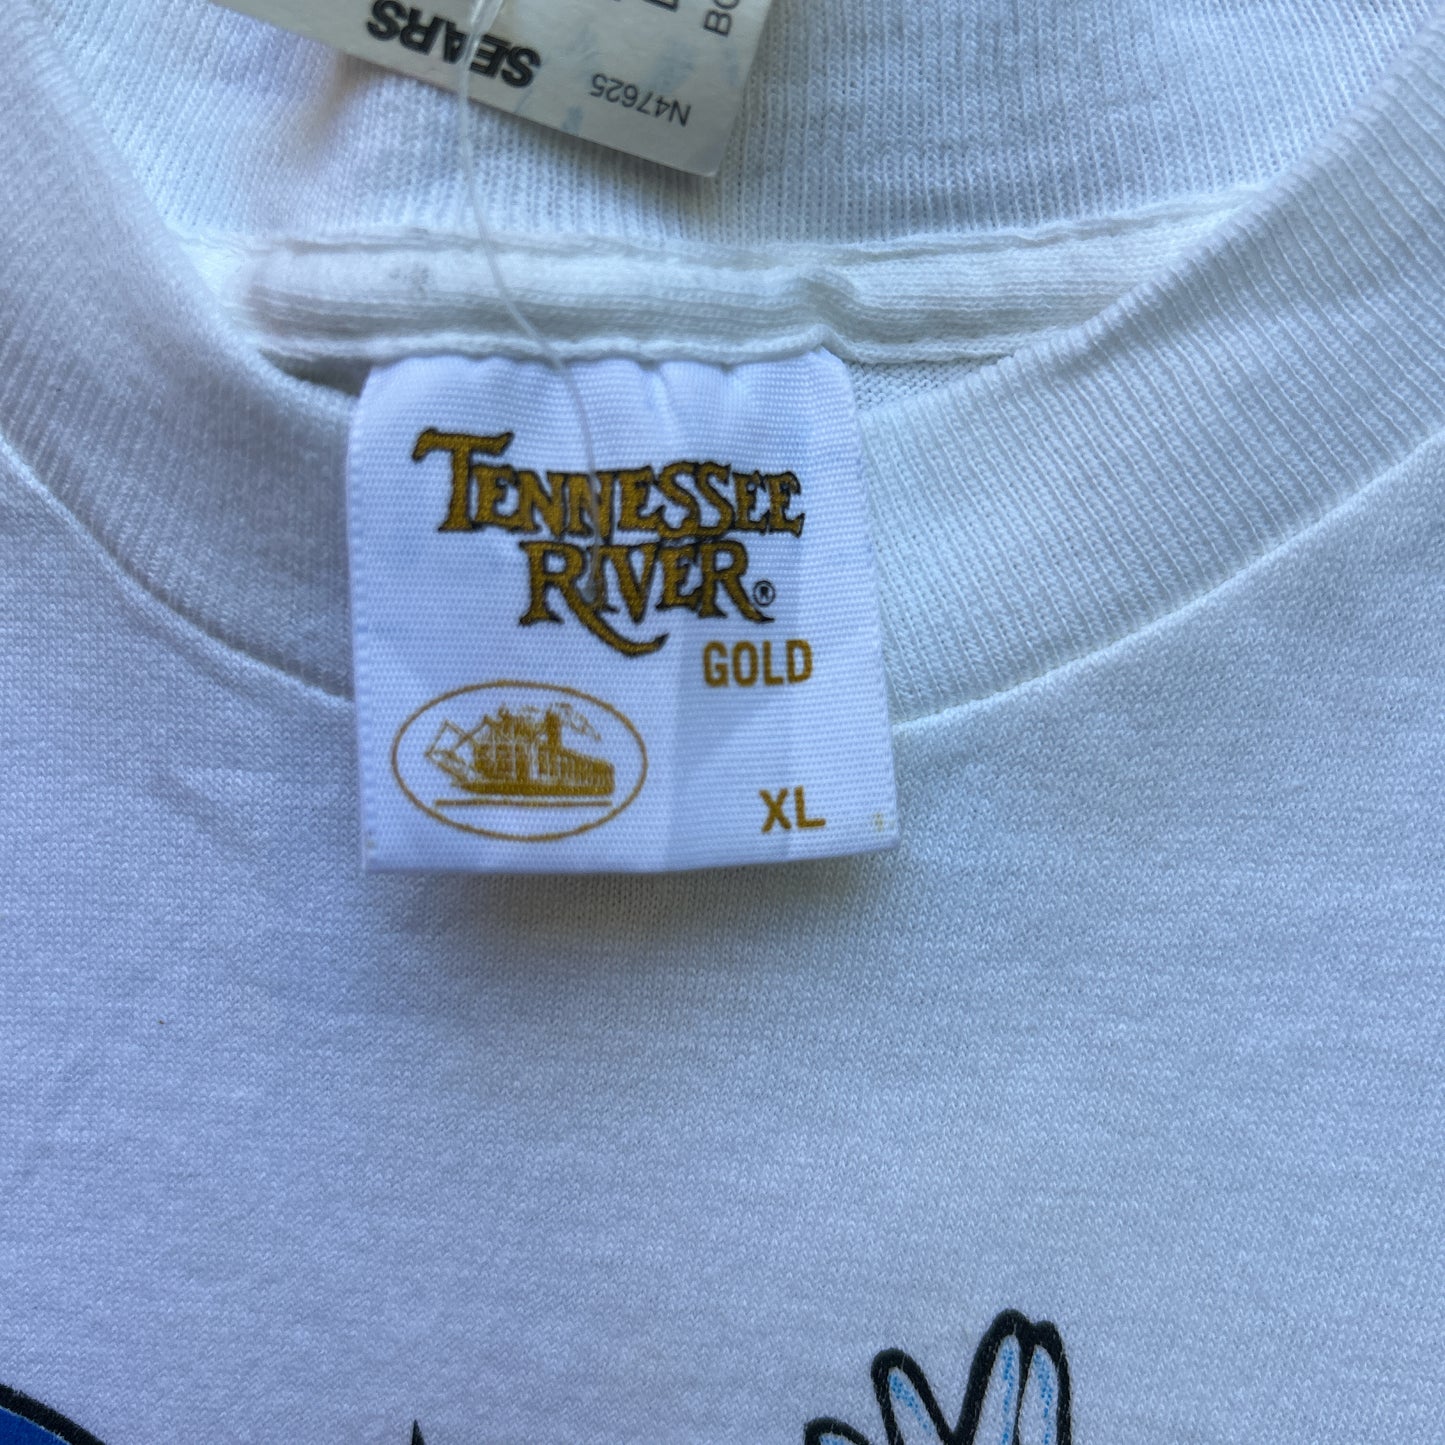 SEARS
N47625
TENNESSEE
RIVER®
GOLD
XL